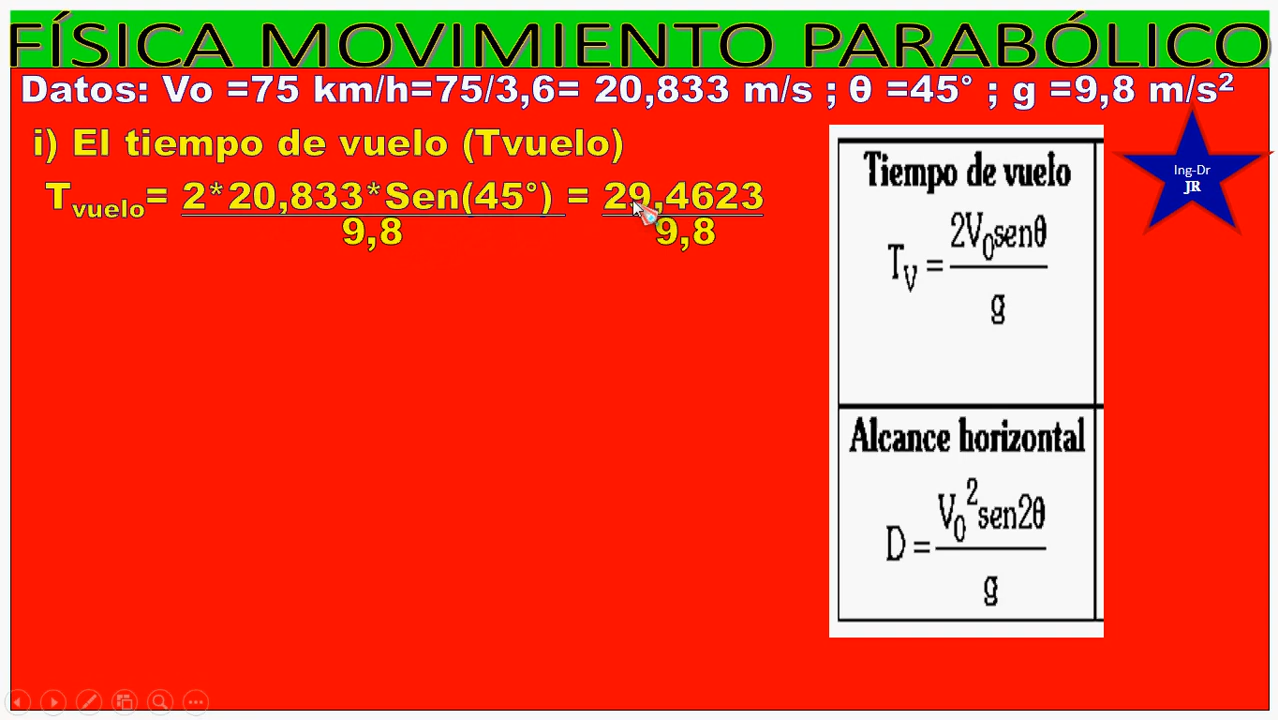 FÍSICA MOVIMIENTO PARABÓLICO
Datos: Vo =75 km/h=75/3,6= 20,833 m/s ; θ =45° ; g =9,8 m/s²
i) El tiempo de vuelo (Tvuelo)
Tvuelo= 2*20,833*Sen(45°) = 29,4623
9,8 9,8
Ing-Dr
JR
Tiempo de vuelo
2V₀senθ
Tv =
g
Alcance horizontal
V₀²sen2θ
D =
g